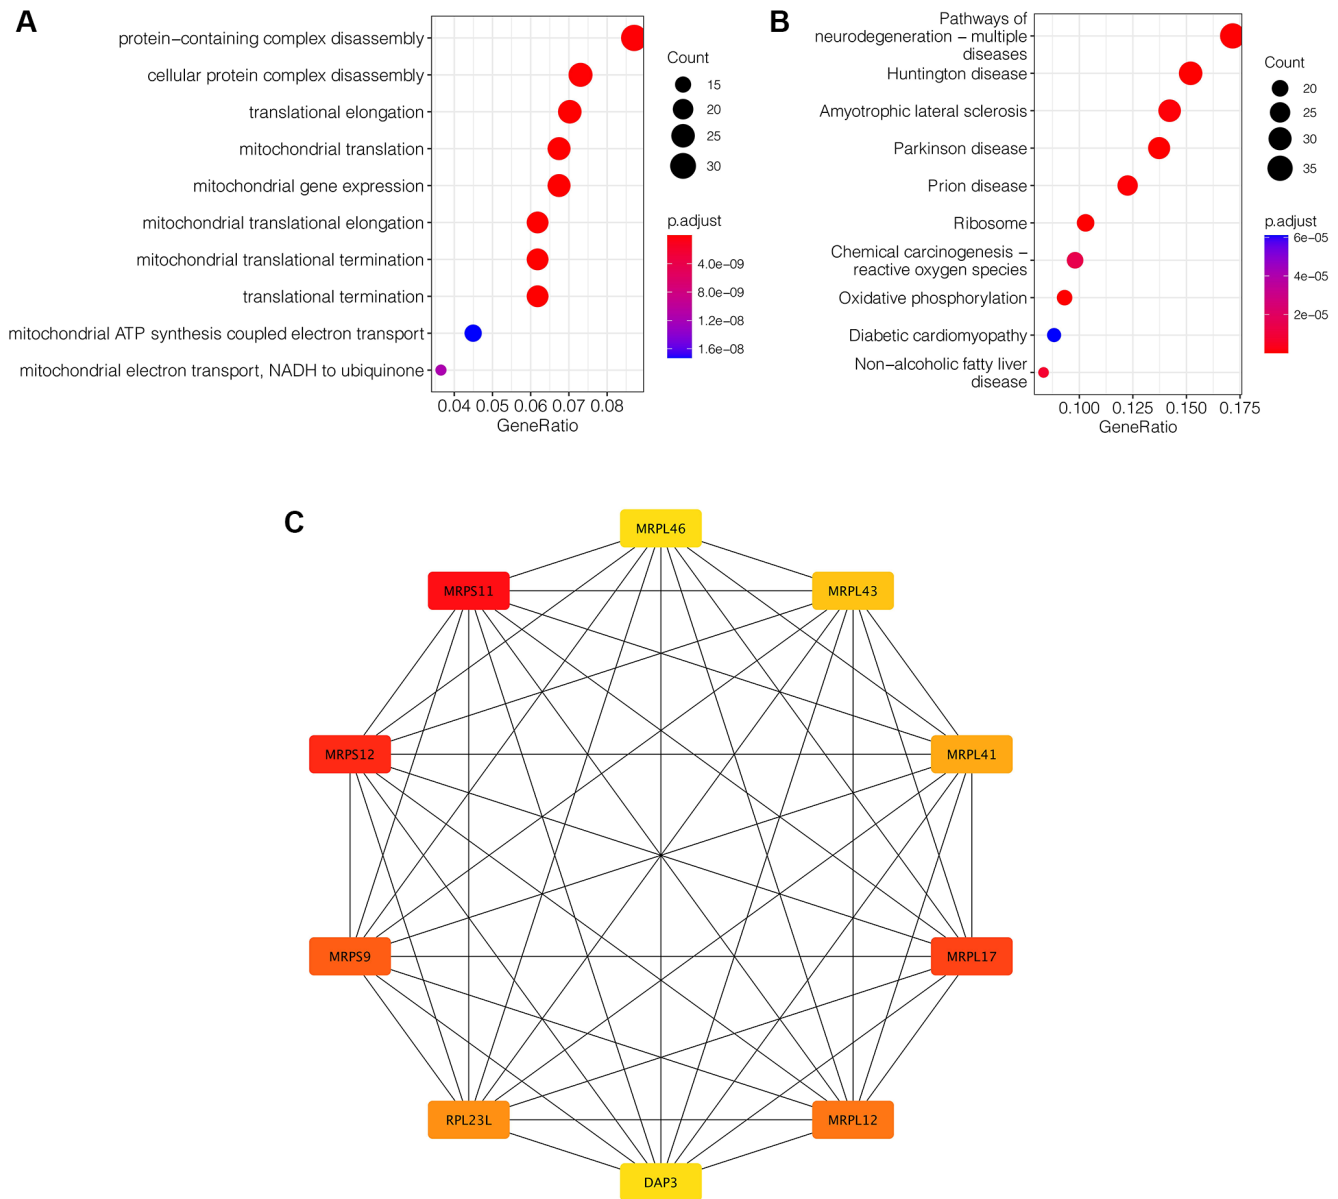 A
protein−containing complex disassembly
cellular protein complex disassembly
translational elongation
mitochondrial translation
mitochondrial gene expression
mitochondrial translational elongation
mitochondrial translational termination
translational termination
mitochondrial ATP synthesis coupled electron transport
mitochondrial electron transport, NADH to ubiquinone
0.04 0.05 0.06 0.07 0.08
GeneRatio
Count
15
20
25
30
p.adjust
4.0e−09
8.0e−09
1.2e−08
1.6e−08
B
Pathways of
neurodegeneration − multiple
diseases
Huntington disease
Amyotrophic lateral sclerosis
Parkinson disease
Prion disease
Ribosome
Chemical carcinogenesis −
reactive oxygen species
Oxidative phosphorylation
Diabetic cardiomyopathy
Non−alcoholic fatty liver
disease
0.100 0.125 0.150 0.175
GeneRatio
Count
20
25
30
35
p.adjust
6e−05
4e−05
2e−05
C
MRPL46
MRPS11
MRPL43
MRPS12
MRPL41
MRPS9
MRPL17
RPL23L
MRPL12
DAP3